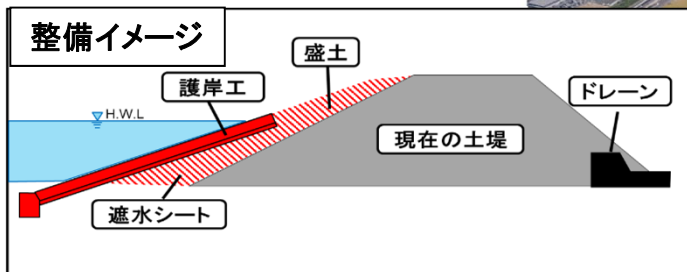 整備イメージ
盛土
護岸工
ドレーン
H.W.L
現在の土堤
遮水シート